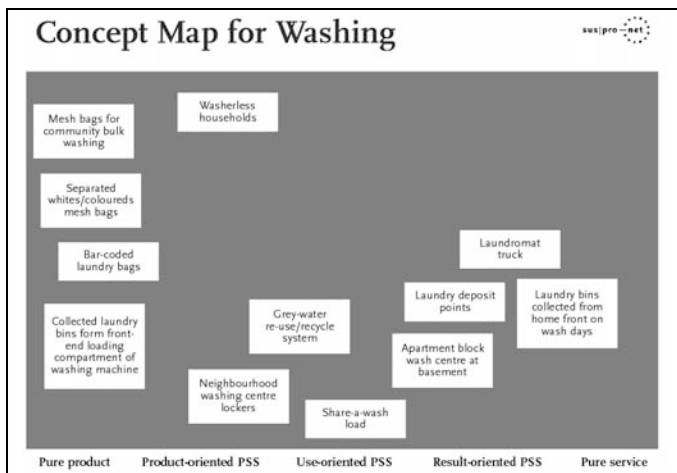 Concept Map for Washing
sus|pro-net
Mesh bags for
community bulk
washing
Washerless
households
Separated
whites/coloureds
mesh bags
Bar-coded
laundry bags
Laundromat
truck
Collected laundry
bins form front-
end loading
compartment of
washing machine
Grey-water
re-use/recycle
system
Laundry deposit
points
Laundry bins
collected from
home front on
wash days
Apartment block
wash centre at
basement
Neighbourhood
washing centre
lockers
Share-a-wash
load
Pure product
Product-oriented PSS
Use-oriented PSS
Result-oriented PSS
Pure service